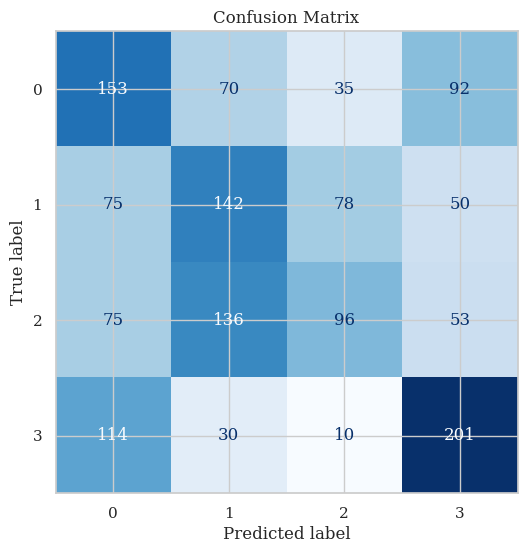 Confusion Matrix
True label
0 153 70 35 92
1 75 142 78 50
2 75 136 96 53
3 114 30 10 201
0 1 2 3
Predicted label